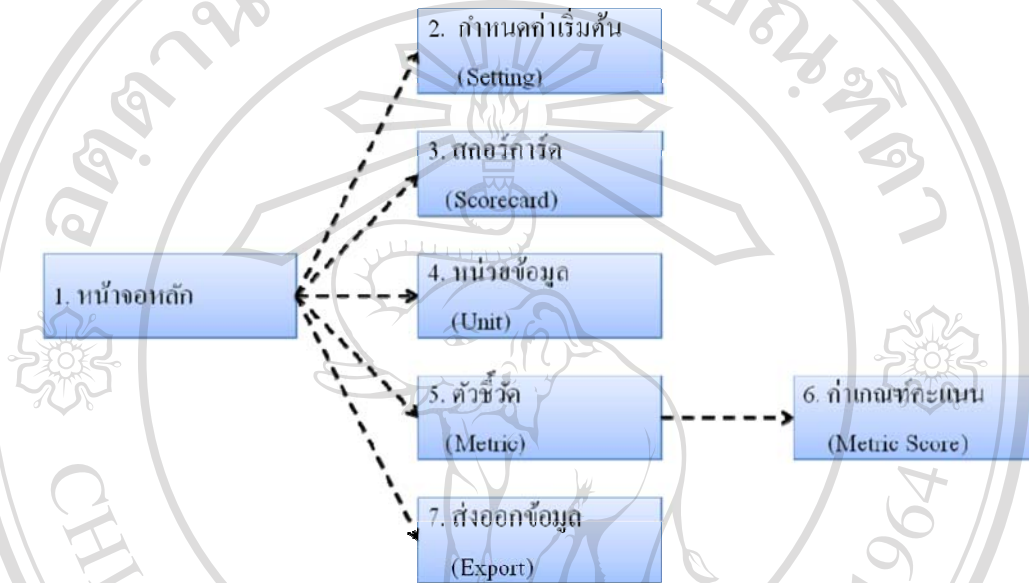 2. กำหนดค่าเริ่มต้น
(Setting)
3. สกอร์การ์ด
(Scorecard)
1. หน้าจอหลัก
4. หน่วยข้อมูล
(Unit)
5. ตัวชี้วัด
(Metric)
6. ค่าเกณฑ์คะแนน
(Metric Score)
7. ส่งออกข้อมูล
(Export)
1964